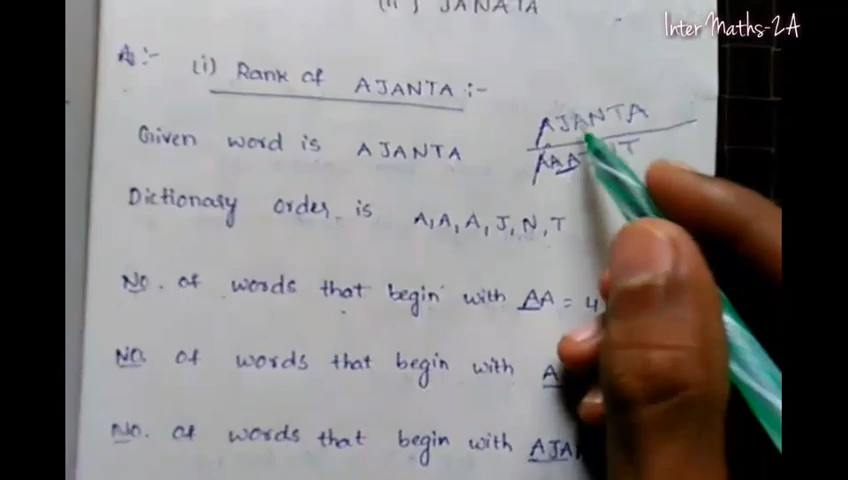 (ii) JANATA
Inter Maths-2A
A:- (i) Rank of AJANTA:-
AJANTA
Given word is AJANTA
Dictionary order is A, A, A, J, N, T
No. of words that begin with AA = 4
No. of words that begin with
No. of words that begin with